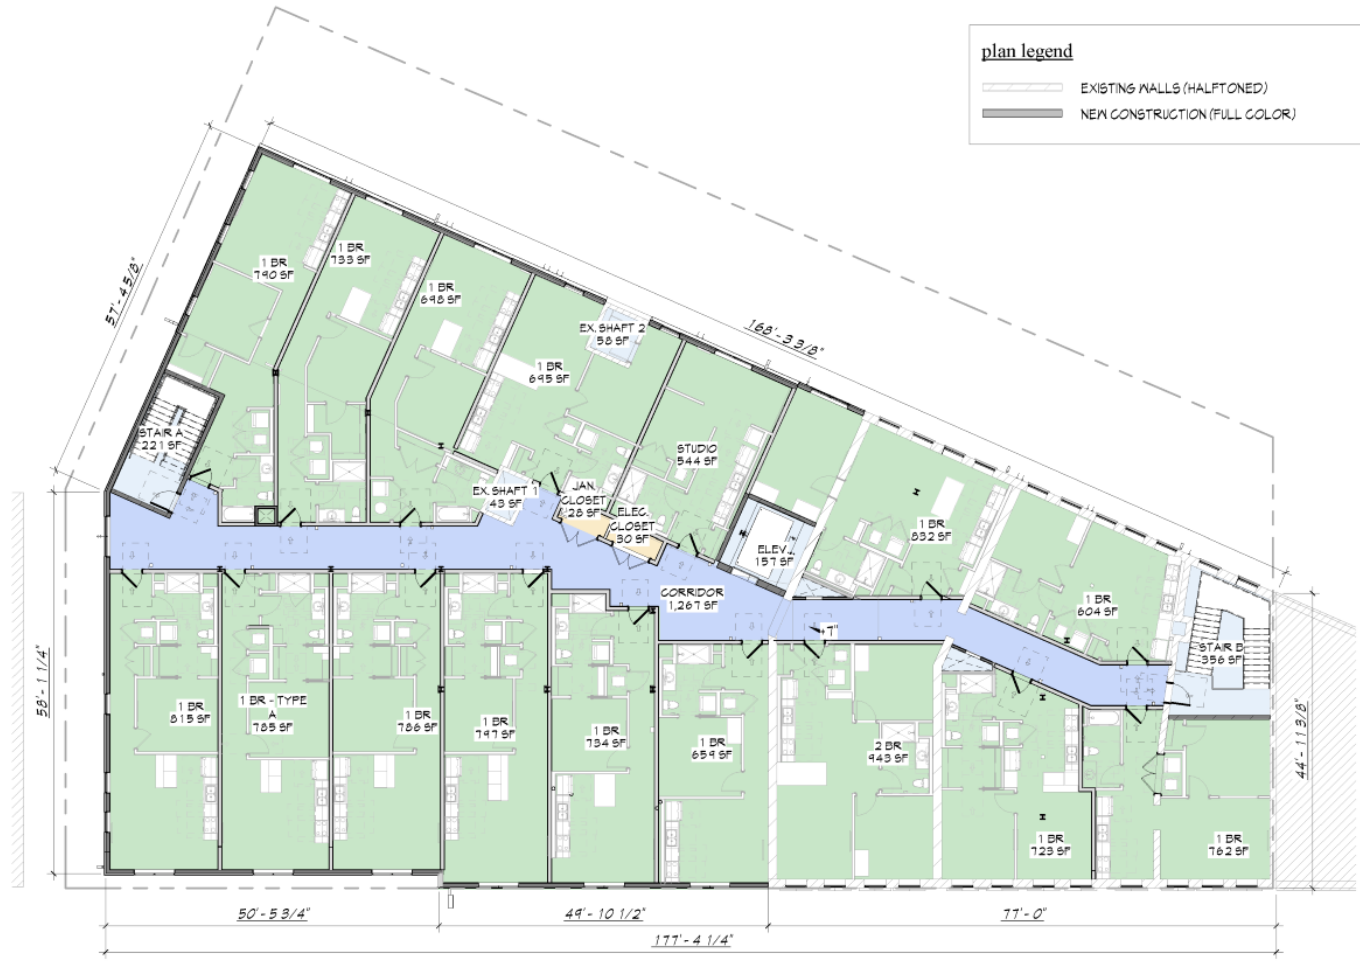 plan legend
EXISTING WALLS (HALFTONED)
NEW CONSTRUCTION (FULL COLOR)
57'- 4 5/8"
168'- 3 3/8"
1 BR
790 SF
1 BR
733 SF
1 BR
698 SF
EX. SHAFT 2
58 SF
1 BR
695 SF
STAIR A
221 SF
STUDIO
544 SF
EX. SHAFT 1
43 SF
JAN.
CLOSET
28 SF
ELEC.
CLOSET
30 SF
ELEV.
157 SF
1 BR
832 SF
1 BR
604 SF
CORRIDOR
1,267 SF
+7"
STAIR B
356 SF
58'- 1 1/4"
1 BR
815 SF
1 BR - TYPE
A
785 SF
1 BR
786 SF
1 BR
797 SF
1 BR
734 SF
1 BR
659 SF
2 BR
943 SF
1 BR
723 SF
1 BR
762 SF
44'- 11 3/8"
50'- 5 3/4"
49'- 10 1/2"
77'- 0"
177'- 4 1/4"